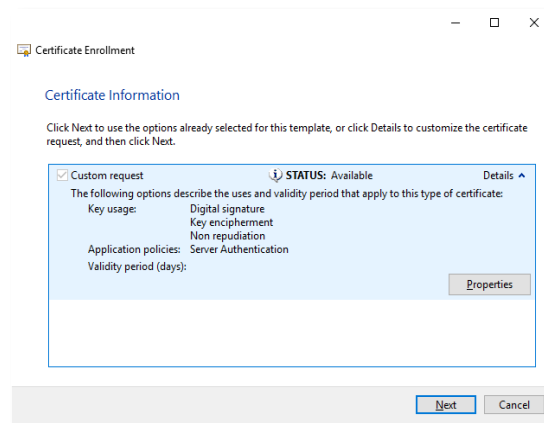 Certificate Enrollment
Certificate Information
Click Next to use the options already selected for this template, or click Details to customize the certificate
request, and then click Next.
Custom request STATUS: Available Details
The following options describe the uses and validity period that apply to this type of certificate:
Key usage: Digital signature
Key encipherment
Non repudiation
Application policies: Server Authentication
Validity period (days):
Properties
Next Cancel